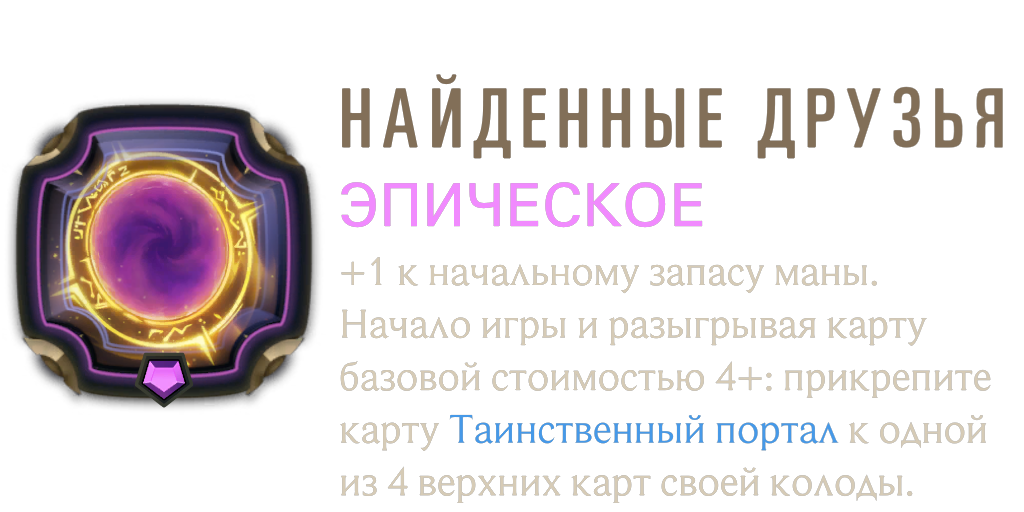 НАЙДЕННЫЕ ДРУЗЬЯ
ЭПИЧЕСКОЕ
+1 к начальному запасу маны.
Начало игры и разыгрывая карту
базовой стоимостью 4+: прикрепите
карту Таинственный портал к одной
из 4 верхних карт своей колоды.